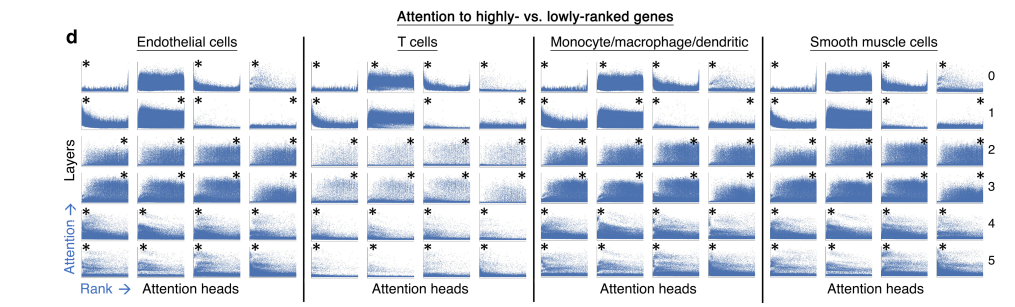 Attention to highly- vs. lowly-ranked genes
d
Endothelial cells
T cells
Monocyte/macrophage/dendritic
Smooth muscle cells
* * * * * * * * * * * * * * * * 0
* * * * * * * * * * * * * * * * 1
* * * * * * * * * * * * * * * * 2
* * * * * * * * * * * * * * * * 3
* * * * * * * * * * * * * * * * 4
* * * * * * * * * * * * * * * * 5
Layers
Attention →
Rank →
Attention heads
Attention heads
Attention heads
Attention heads